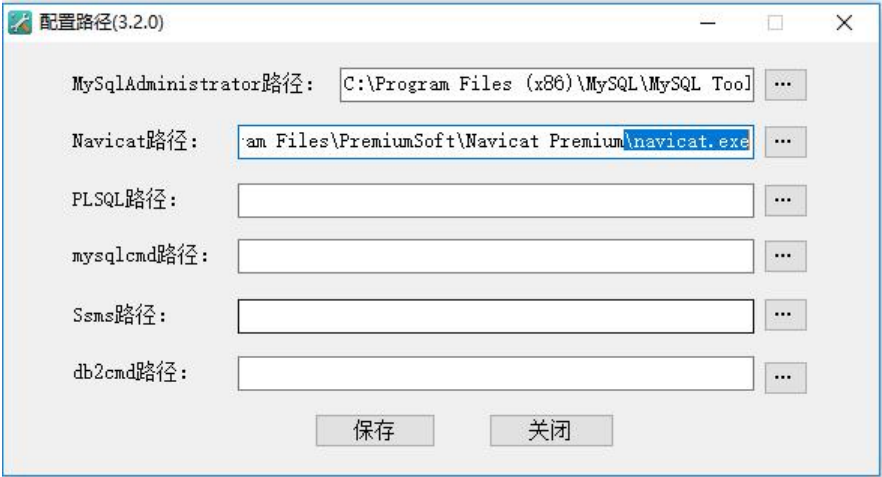 配置路径(3.2.0)
MySqlAdministrator路径： C:\Program Files (x86)\MySQL\MySQL Tool ...
Navicat路径： am Files\PremiumSoft\Navicat Premium\navicat.exe ...
PLSQL路径： ...
mysqlcmd路径： ...
Ssms路径： ...
db2cmd路径： ...
保存 关闭